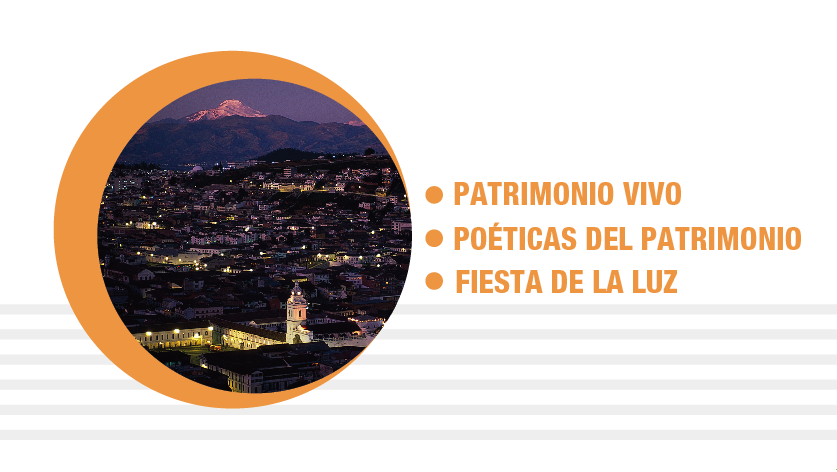 PATRIMONIO VIVO
POÉTICAS DEL PATRIMONIO
FIESTA DE LA LUZ